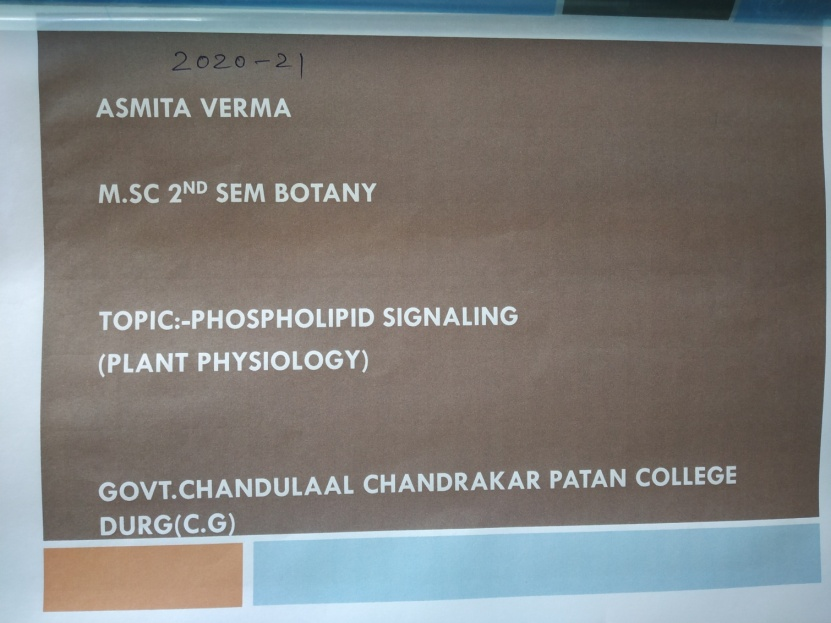 2020-21
ASMITA VERMA
M.SC 2ND SEM BOTANY
TOPIC:-PHOSPHOLIPID SIGNALING
(PLANT PHYSIOLOGY)
GOVT.CHANDULAAL CHANDRAKAR PATAN COLLEGE
DURG(C.G)